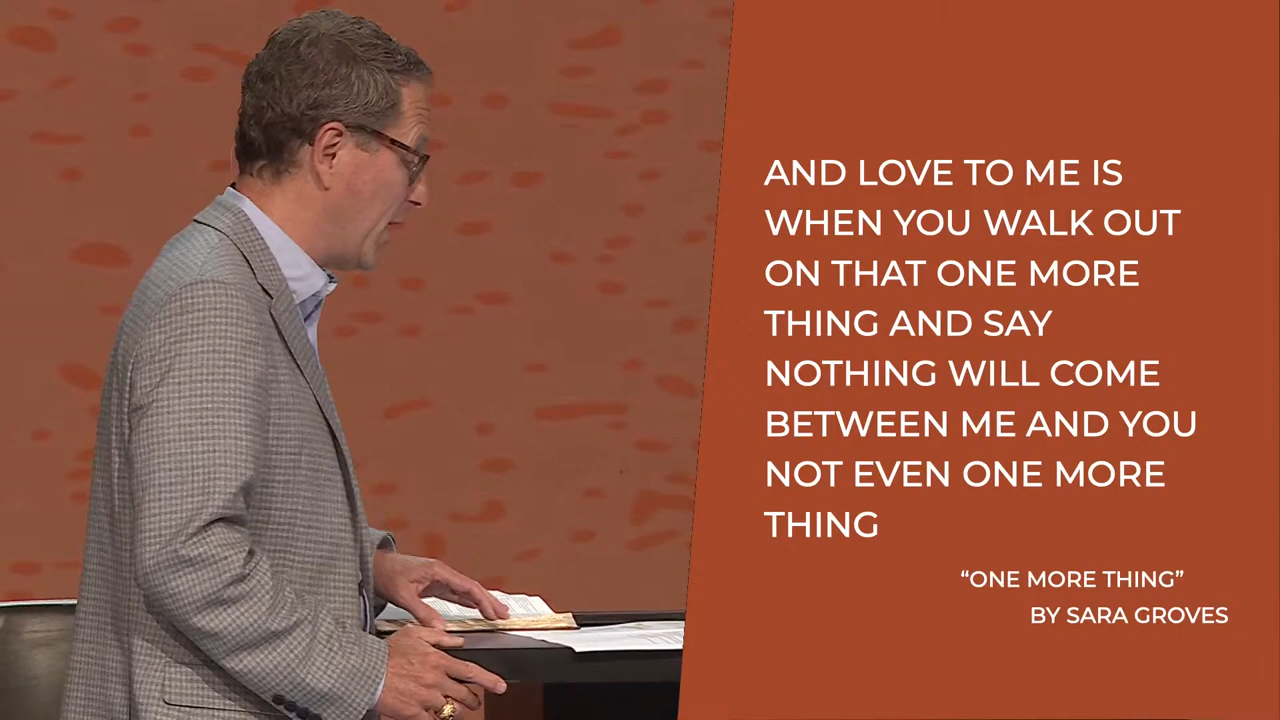 AND LOVE TO ME IS
WHEN YOU WALK OUT
ON THAT ONE MORE
THING AND SAY
NOTHING WILL COME
BETWEEN ME AND YOU
NOT EVEN ONE MORE
THING
“ONE MORE THING”
BY SARA GROVES